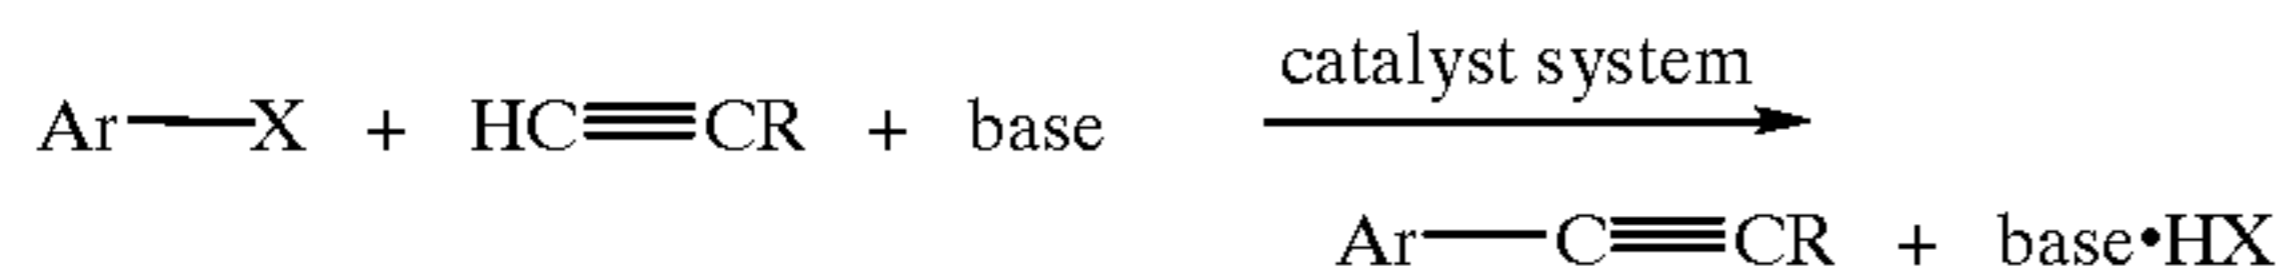 Ar—X + HC≡CR + base
catalyst system
Ar—C≡CR + base•HX